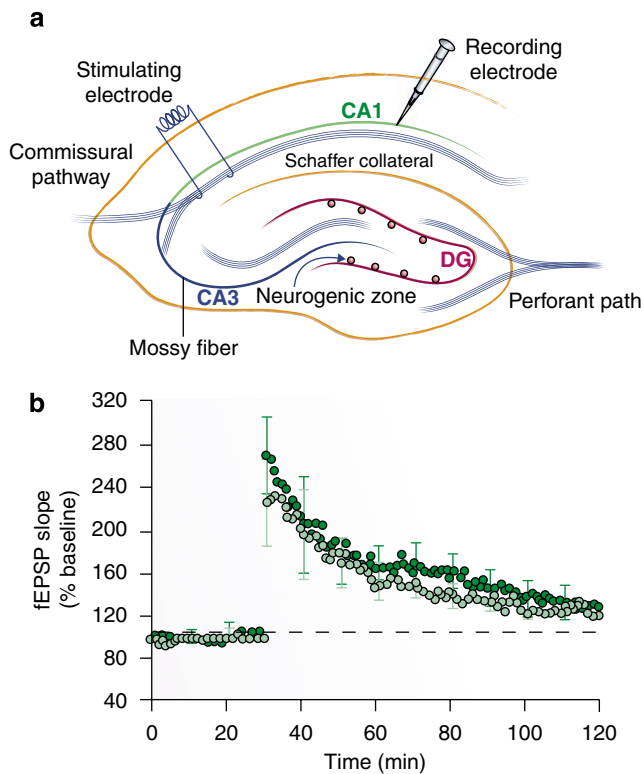 a
Recording
electrode
Stimulating
electrode
CA1
Commissural
pathway
Schaffer collateral
DG
CA3
Neurogenic zone
Perforant path
Mossy fiber
b
320
280
240
200
160
120
80
40
fEPSP slope
(% baseline)
0
20
40
60
80
100
120
Time (min)